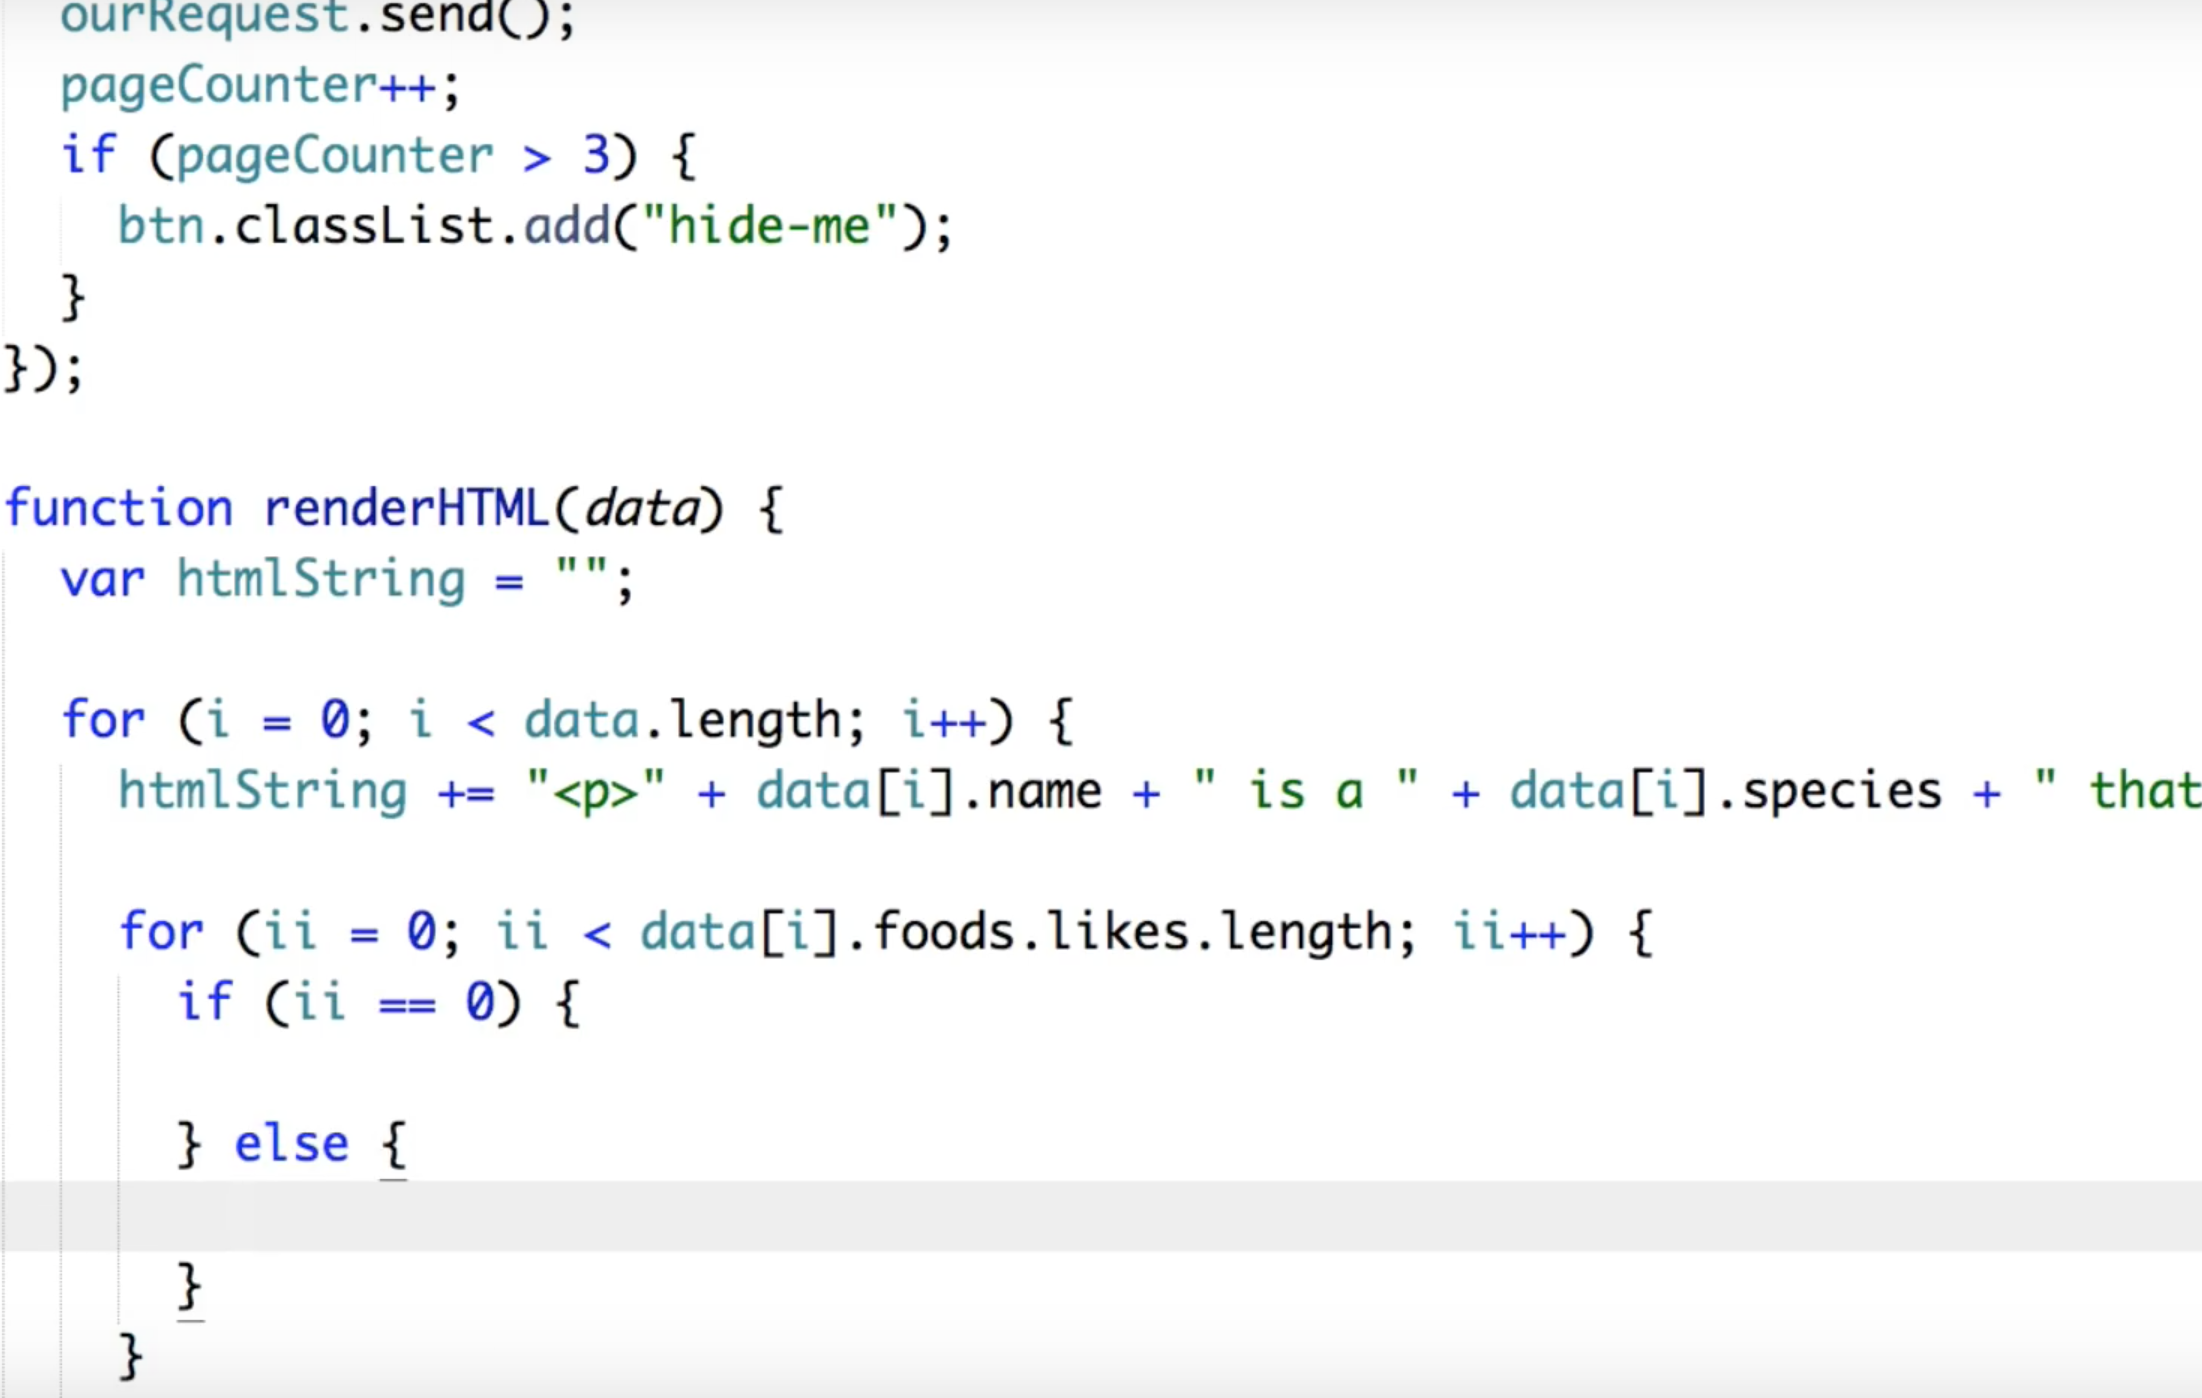 ourRequest.send();
pageCounter++;
if (pageCounter > 3) {
btn.classList.add("hide-me");
}
});
function renderHTML(data) {
var htmlString = "";
for (i = 0; i < data.length; i++) {
htmlString += "<p>" + data[i].name + " is a " + data[i].species + " that
for (ii = 0; ii < data[i].foods.likes.length; ii++) {
if (ii == 0) {
} else {
}
}